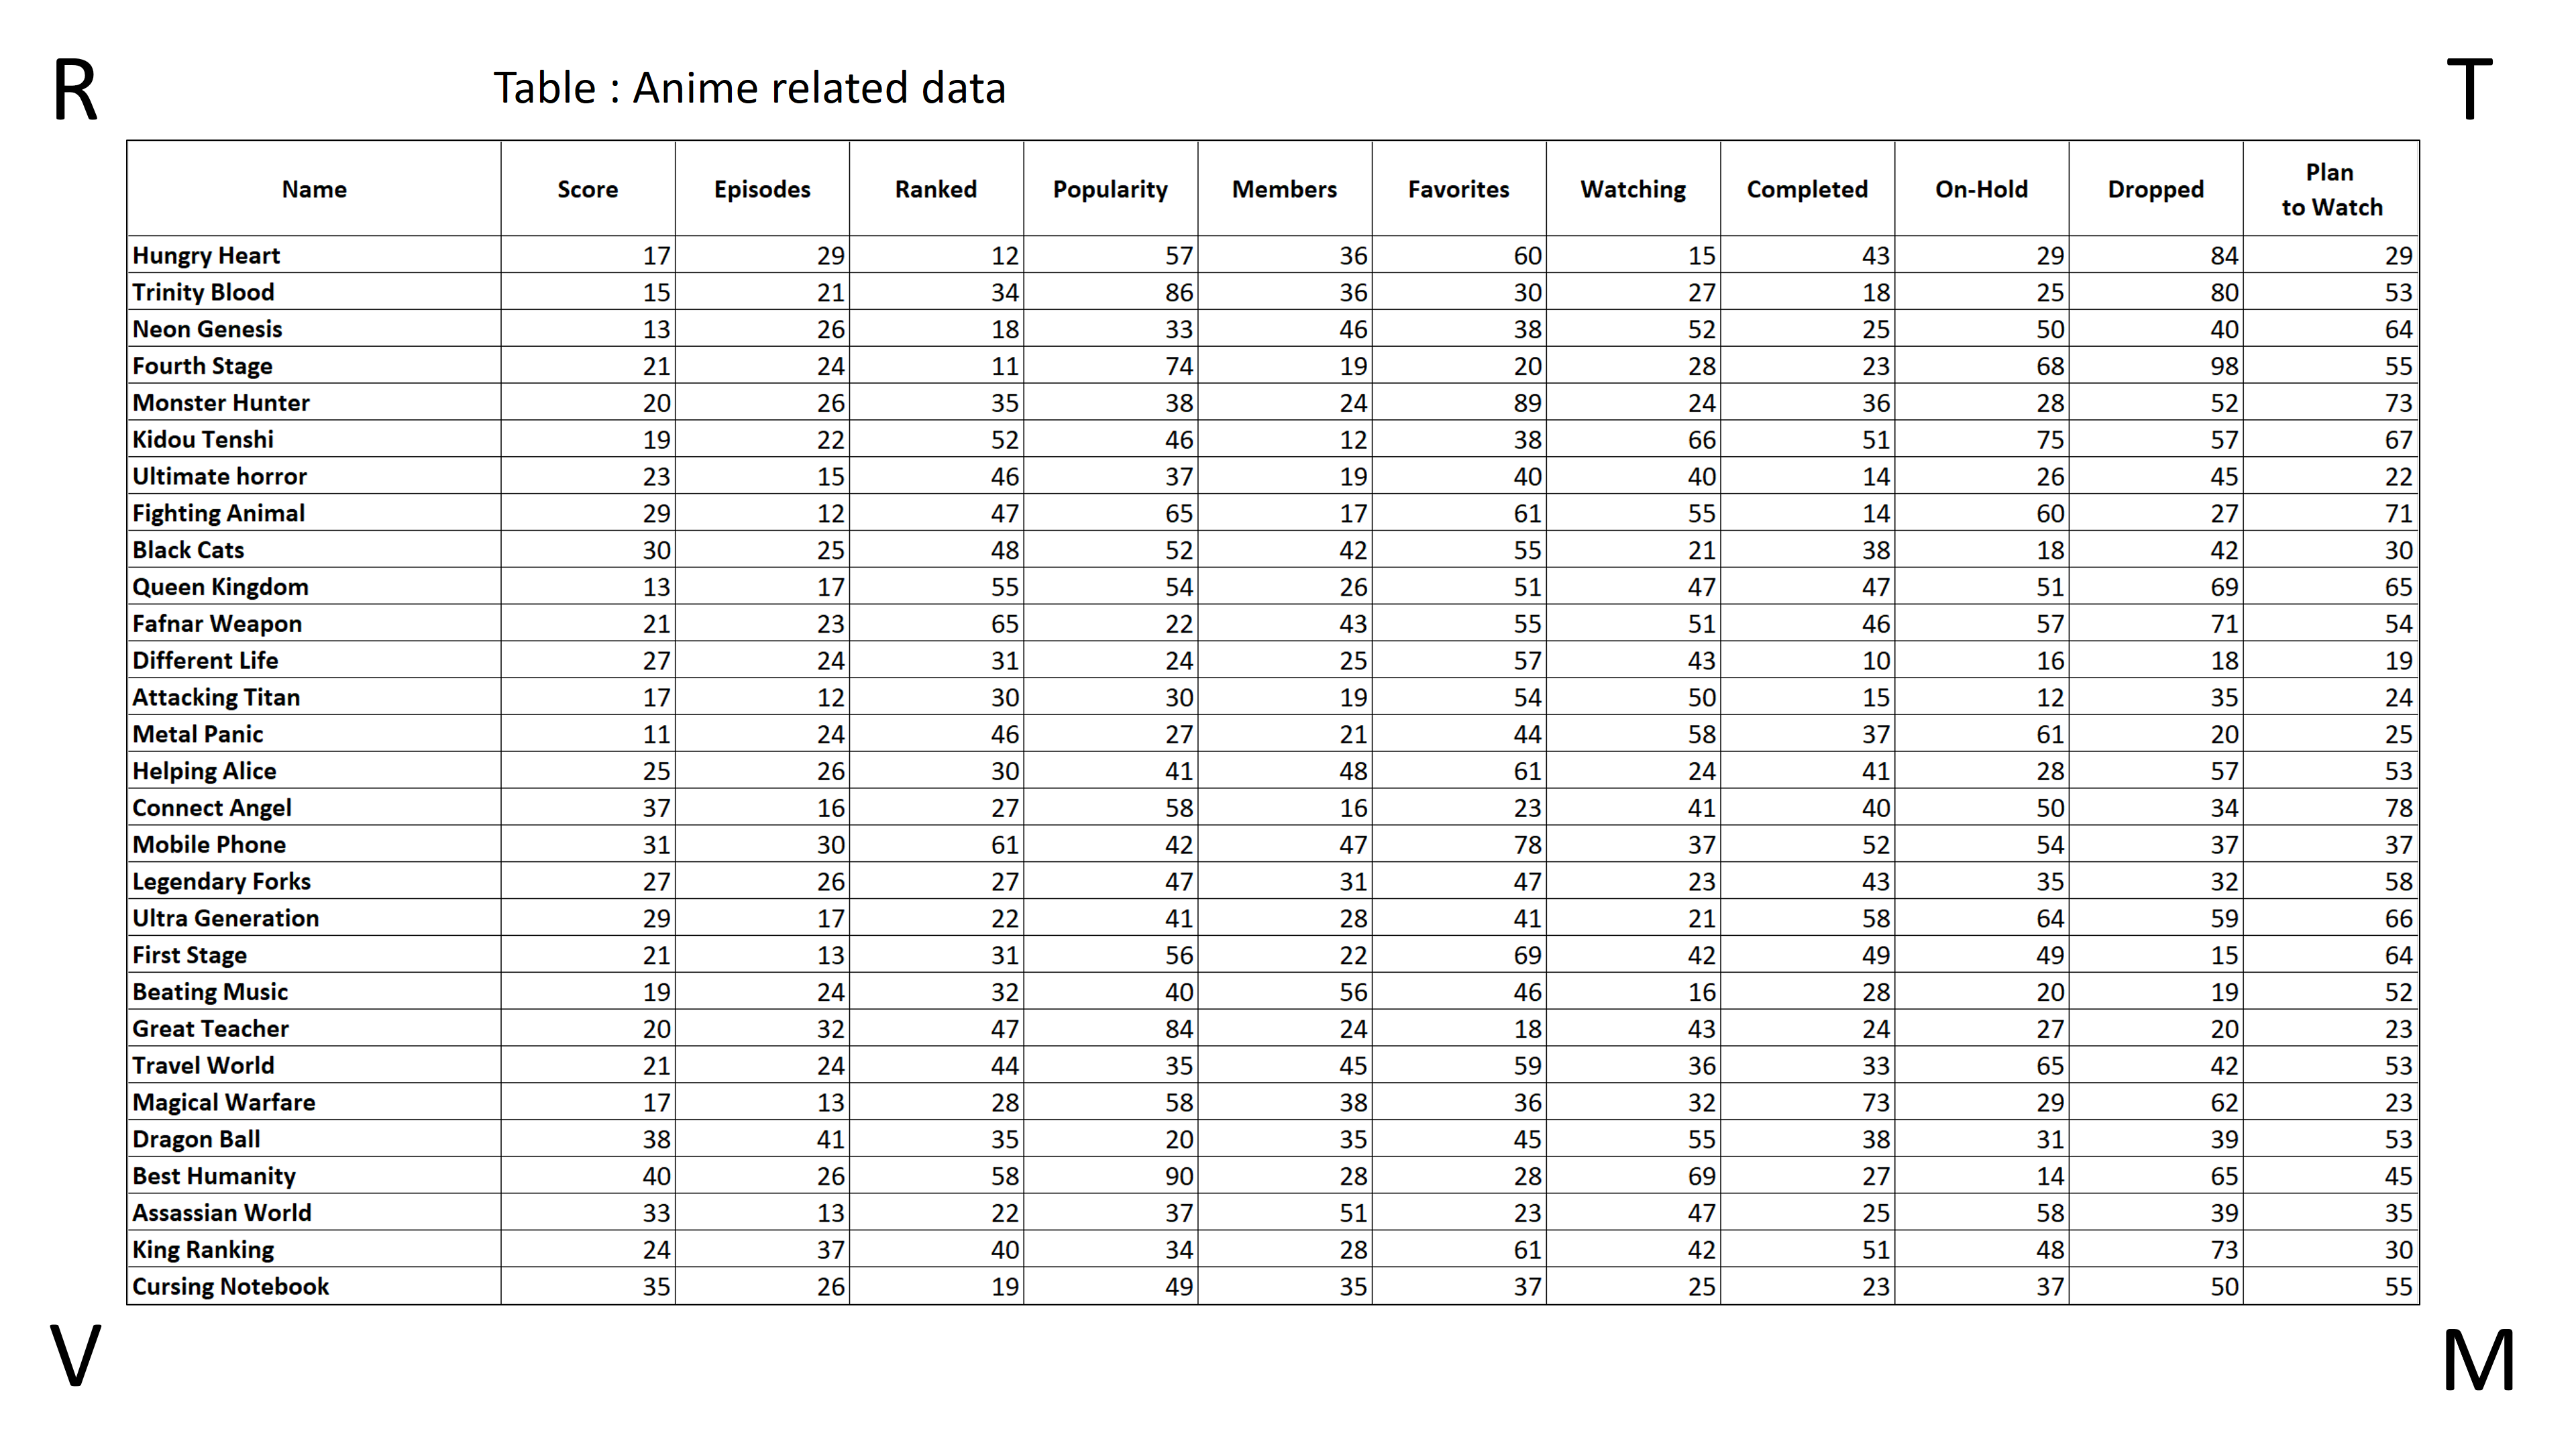 R Table : Anime related data T
Name Score Episodes Ranked Popularity Members Favorites Watching Completed On-Hold Dropped Plan to Watch
Hungry Heart 17 29 12 57 36 60 15 43 29 84 29
Trinity Blood 15 21 34 86 36 30 27 18 25 80 53
Neon Genesis 13 26 18 33 46 38 52 25 50 40 64
Fourth Stage 21 24 11 74 19 20 28 23 68 98 55
Monster Hunter 20 26 35 38 24 89 24 36 28 52 73
Kidou Tenshi 19 22 52 46 12 38 66 51 75 57 67
Ultimate horror 23 15 46 37 19 40 40 14 26 45 22
Fighting Animal 29 12 47 65 17 61 55 14 60 27 71
Black Cats 30 25 48 52 42 55 21 38 18 42 30
Queen Kingdom 13 17 55 54 26 51 47 47 51 69 65
Fafnar Weapon 21 23 65 22 43 55 51 46 57 71 54
Different Life 27 24 31 24 25 57 43 10 16 18 19
Attacking Titan 17 12 30 30 19 54 50 15 12 35 24
Metal Panic 11 24 46 27 21 44 58 37 61 20 25
Helping Alice 25 26 30 41 48 61 24 41 28 57 53
Connect Angel 37 16 27 58 16 23 41 40 50 34 78
Mobile Phone 31 30 61 42 47 78 37 52 54 37 37
Legendary Forks 27 26 27 47 31 47 23 43 35 32 58
Ultra Generation 29 17 22 41 28 41 21 58 64 59 66
First Stage 21 13 31 56 22 69 42 49 49 15 64
Beating Music 19 24 32 40 56 46 16 28 20 19 52
Great Teacher 20 32 47 84 24 18 43 24 27 20 23
Travel World 21 24 44 35 45 59 36 33 65 42 53
Magical Warfare 17 13 28 58 38 36 32 73 29 62 23
Dragon Ball 38 41 35 20 35 45 55 38 31 39 53
Best Humanity 40 26 58 90 28 28 69 27 14 65 45
Assassian World 33 13 22 37 51 23 47 25 58 39 35
King Ranking 24 37 40 34 28 61 42 51 48 73 30
Cursing Notebook 35 26 19 49 35 37 25 23 37 50 55
V M